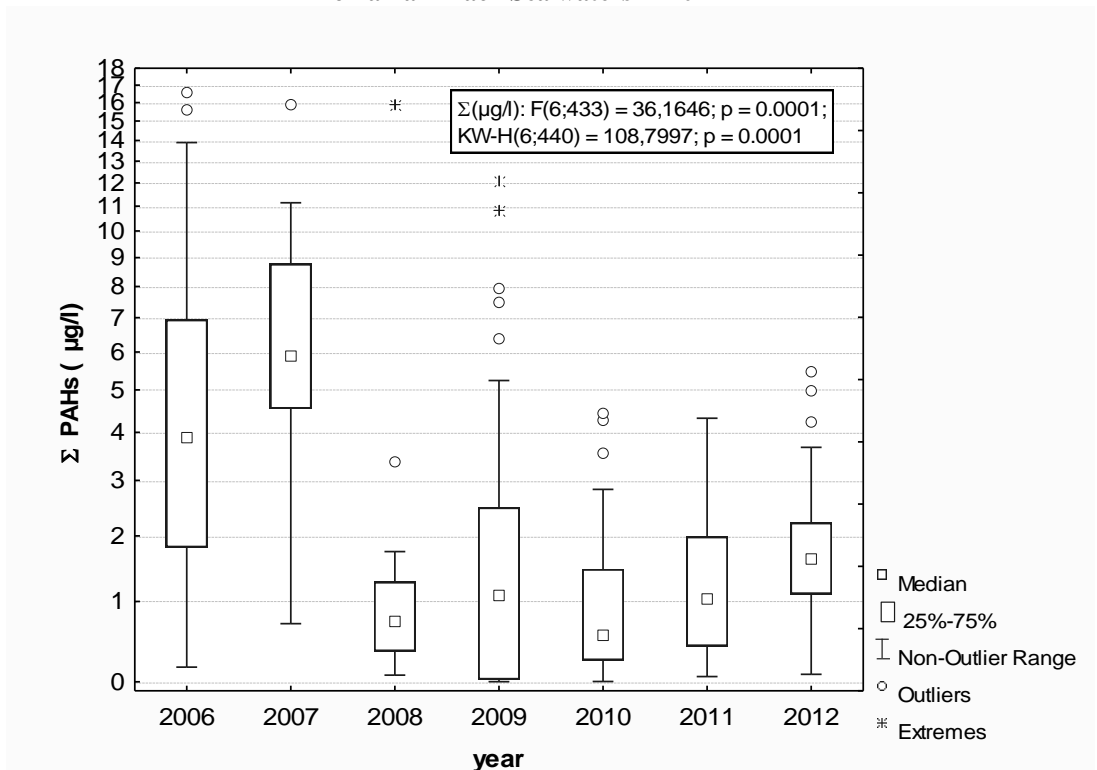 18
17
16
15
14
13
12
11
10
9
8
7
6
5
4
3
2
1
0
Σ PAHs ( µg/l)
Σ(µg/l): F(6;433) = 36,1646; p = 0.0001;
KW-H(6;440) = 108,7997; p = 0.0001
2006 2007 2008 2009 2010 2011 2012
year
Median
25%-75%
Non-Outlier Range
Outliers
Extremes